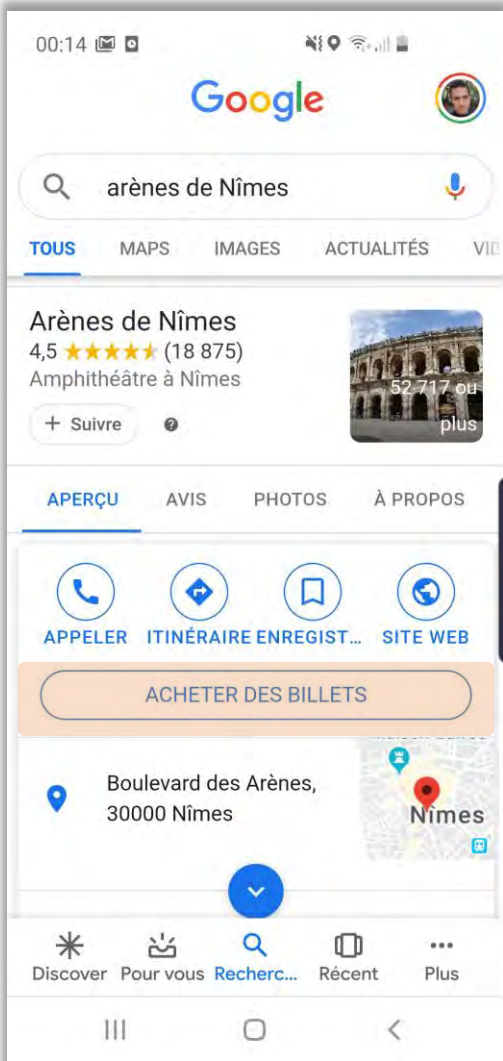 00:14
Google
arènes de Nîmes
TOUS MAPS IMAGES ACTUALITÉS VID
Arènes de Nîmes
4,5 (18 875)
Amphithéâtre à Nîmes
+ Suivre
52 717 ou
plus
APERÇU AVIS PHOTOS À PROPOS
APPELER ITINÉRAIRE ENREGIST... SITE WEB
ACHETER DES BILLETS
Boulevard des Arènes,
30000 Nîmes
Nîmes
Discover Pour vous Recherc... Récent Plus